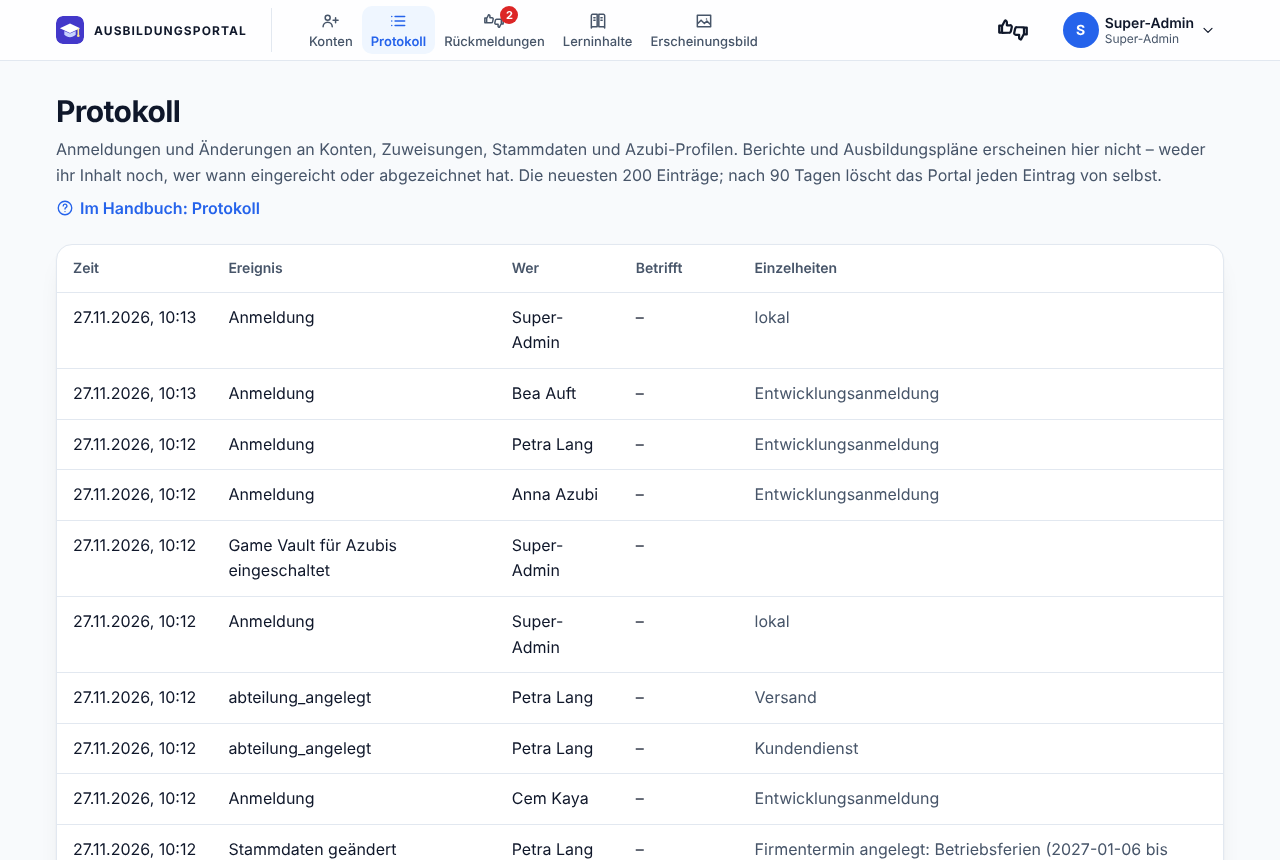 AUSBILDUNGSPORTAL
Konten
Protokoll
2
Rückmeldungen
Lerninhalte
Erscheinungsbild
S
Super-Admin
Super-Admin
Protokoll
Anmeldungen und Änderungen an Konten, Zuweisungen, Stammdaten und Azubi-Profilen. Berichte und Ausbildungspläne erscheinen hier nicht – weder
ihr Inhalt noch, wer wann eingereicht oder abgezeichnet hat. Die neuesten 200 Einträge; nach 90 Tagen löscht das Portal jeden Eintrag von selbst.
Im Handbuch: Protokoll
Zeit Ereignis Wer Betrifft Einzelheiten
27.11.2026, 10:13 Anmeldung Super-
Admin – lokal
27.11.2026, 10:13 Anmeldung Bea Auft – Entwicklungsanmeldung
27.11.2026, 10:12 Anmeldung Petra Lang – Entwicklungsanmeldung
27.11.2026, 10:12 Anmeldung Anna Azubi – Entwicklungsanmeldung
27.11.2026, 10:12 Game Vault für Azubis
eingeschaltet Super-
Admin –
27.11.2026, 10:12 Anmeldung Super-
Admin – lokal
27.11.2026, 10:12 abteilung_angelegt Petra Lang – Versand
27.11.2026, 10:12 abteilung_angelegt Petra Lang – Kundendienst
27.11.2026, 10:12 Anmeldung Cem Kaya – Entwicklungsanmeldung
27.11.2026, 10:12 Stammdaten geändert Petra Lang – Firmentermin angelegt: Betriebsferien (2027-01-06 bis